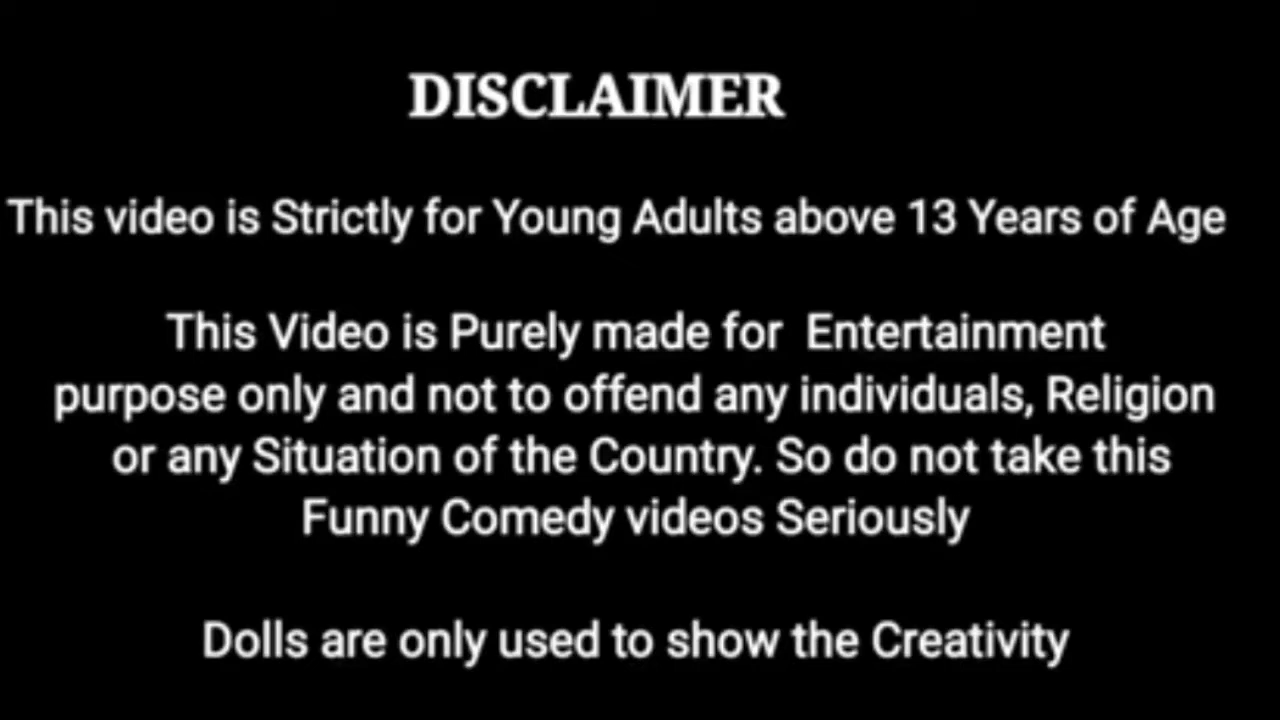 DISCLAIMER
This video is Strictly for Young Adults above 13 Years of Age
This Video is Purely made for Entertainment
purpose only and not to offend any individuals, Religion
or any Situation of the Country. So do not take this
Funny Comedy videos Seriously
Dolls are only used to show the Creativity